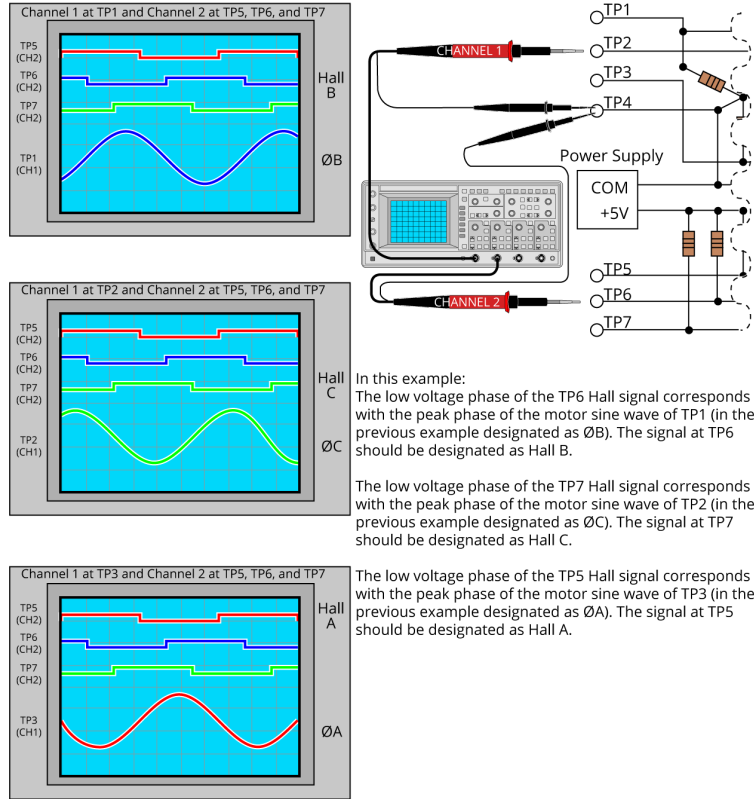 Channel 1 at TP1 and Channel 2 at TP5, TP6, and TP7
TP5
(CH2)
TP6
(CH2)
TP7
(CH2)
TP1
(CH1)
Hall
B
ØB
TP1
TP2
TP3
TP4
CHANNEL 1
Power Supply
COM
+5V
TP5
TP6
TP7
CHANNEL 2
Channel 1 at TP2 and Channel 2 at TP5, TP6, and TP7
TP5
(CH2)
TP6
(CH2)
TP7
(CH2)
TP2
(CH1)
Hall
C
ØC
In this example:
The low voltage phase of the TP6 Hall signal corresponds
with the peak phase of the motor sine wave of TP1 (in the
previous example designated as ØB). The signal at TP6
should be designated as Hall B.
The low voltage phase of the TP7 Hall signal corresponds
with the peak phase of the motor sine wave of TP2 (in the
previous example designated as ØC). The signal at TP7
should be designated as Hall C.
The low voltage phase of the TP5 Hall signal corresponds
with the peak phase of the motor sine wave of TP3 (in the
previous example designated as ØA). The signal at TP5
should be designated as Hall A.
Channel 1 at TP3 and Channel 2 at TP5, TP6, and TP7
TP5
(CH2)
TP6
(CH2)
TP7
(CH2)
TP3
(CH1)
Hall
A
ØA